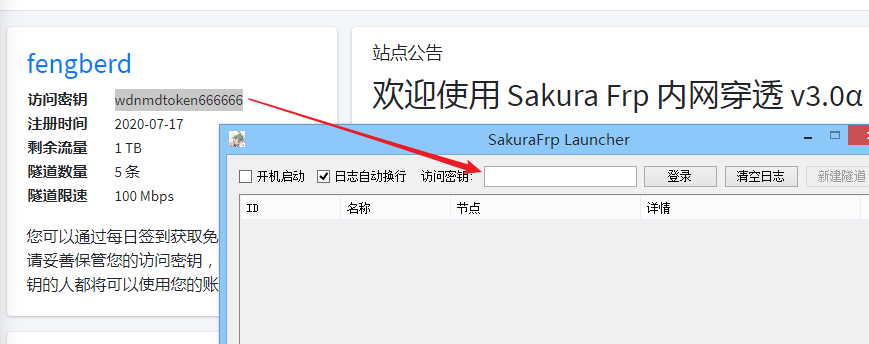 fengberd
访问密钥 wdnmdtoken666666
注册时间 2020-07-17
剩余流量 1 TB
隧道数量 5 条
隧道限速 100 Mbps
您可以通过每日签到获取免
请妥善保管您的访问密钥，
钥的人都将可以使用您的账
站点公告
欢迎使用 Sakura Frp 内网穿透 v3.0α
SakuraFrp Launcher
开机启动 日志自动换行 访问密钥: 登录 清空日志 新建隧道
ID 名称 节点 详情